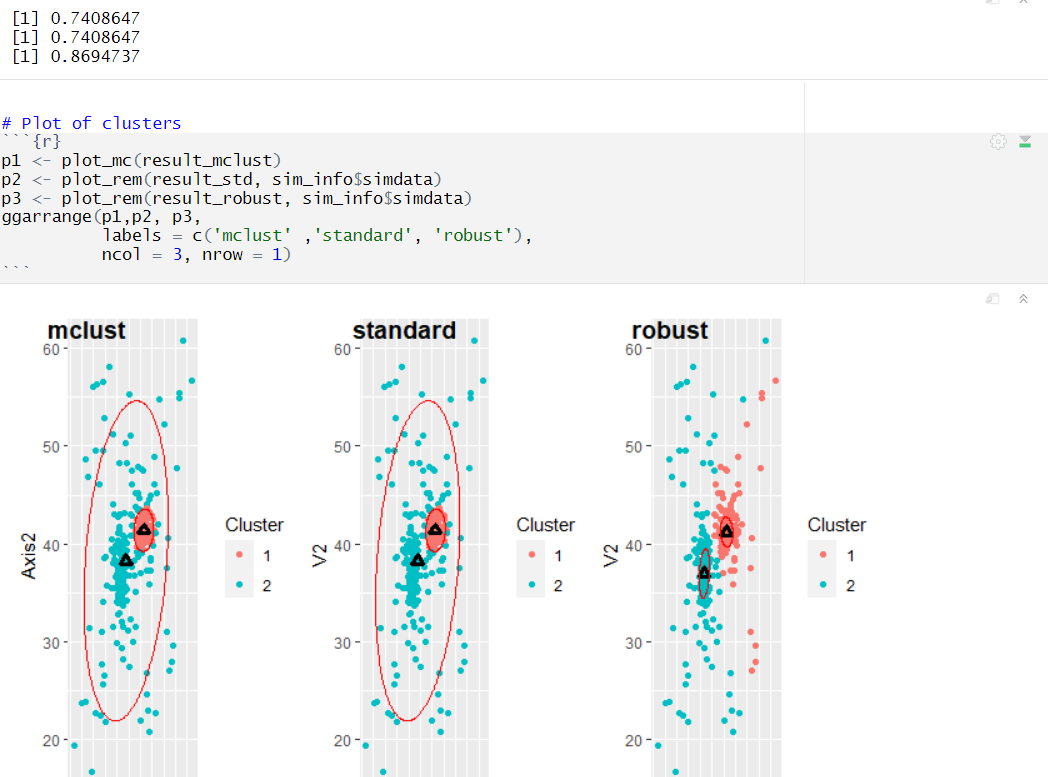 [1] 0.7408647
[1] 0.7408647
[1] 0.8694737
# Plot of clusters
```{r}
p1 <- plot_mc(result_mclust)
p2 <- plot_rem(result_std, sim_info$simdata)
p3 <- plot_rem(result_robust, sim_info$simdata)
ggarrange(p1,p2, p3,
          labels = c('mclust' ,'standard', 'robust'),
          ncol = 3, nrow = 1)
```
mclust
60
50
40
30
20
Axis2
Cluster
1
2
standard
60
50
40
30
20
V2
Cluster
1
2
robust
60
50
40
30
20
V2
Cluster
1
2